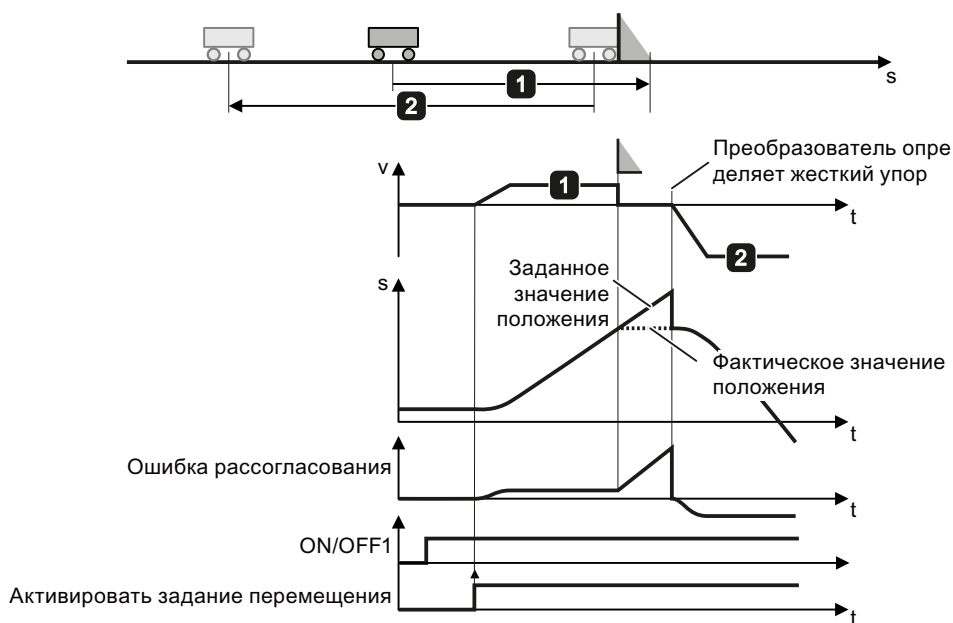 s
1
2
Преобразователь опре
деляет жесткий упор
v
1
t
2
Заданное
значение
положения
s
Фактическое значение
положения
t
Ошибка рассогласования
t
ON/OFF1
Активировать задание перемещения
t